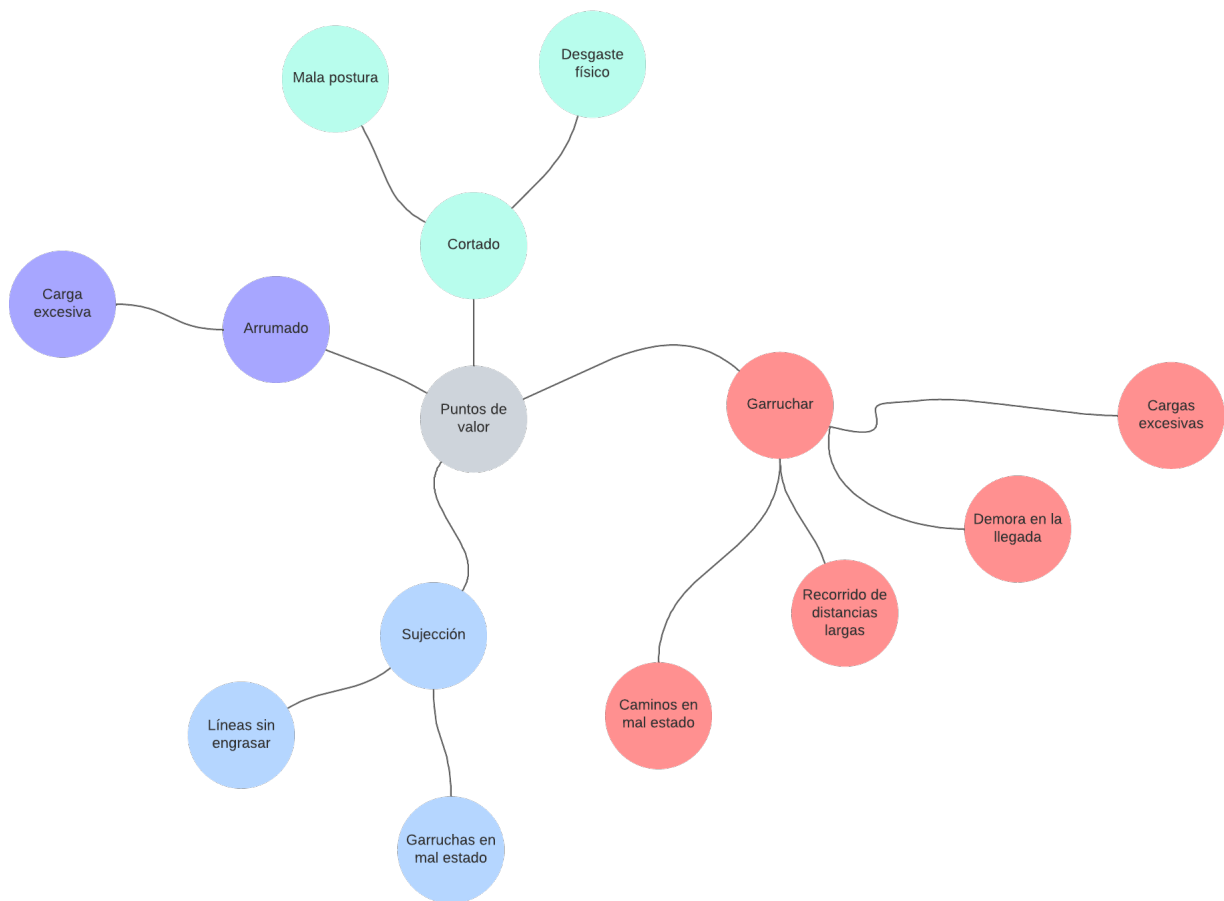 Desgaste
físico
Mala postura
Cortado
Carga
excesiva
Arrumado
Puntos de
valor
Garruchar
Cargas
excesivas
Demora en la
llegada
Recorrido de
distancias
largas
Sujección
Caminos en
mal estado
Líneas sin
engrasar
Garruchas en
mal estado